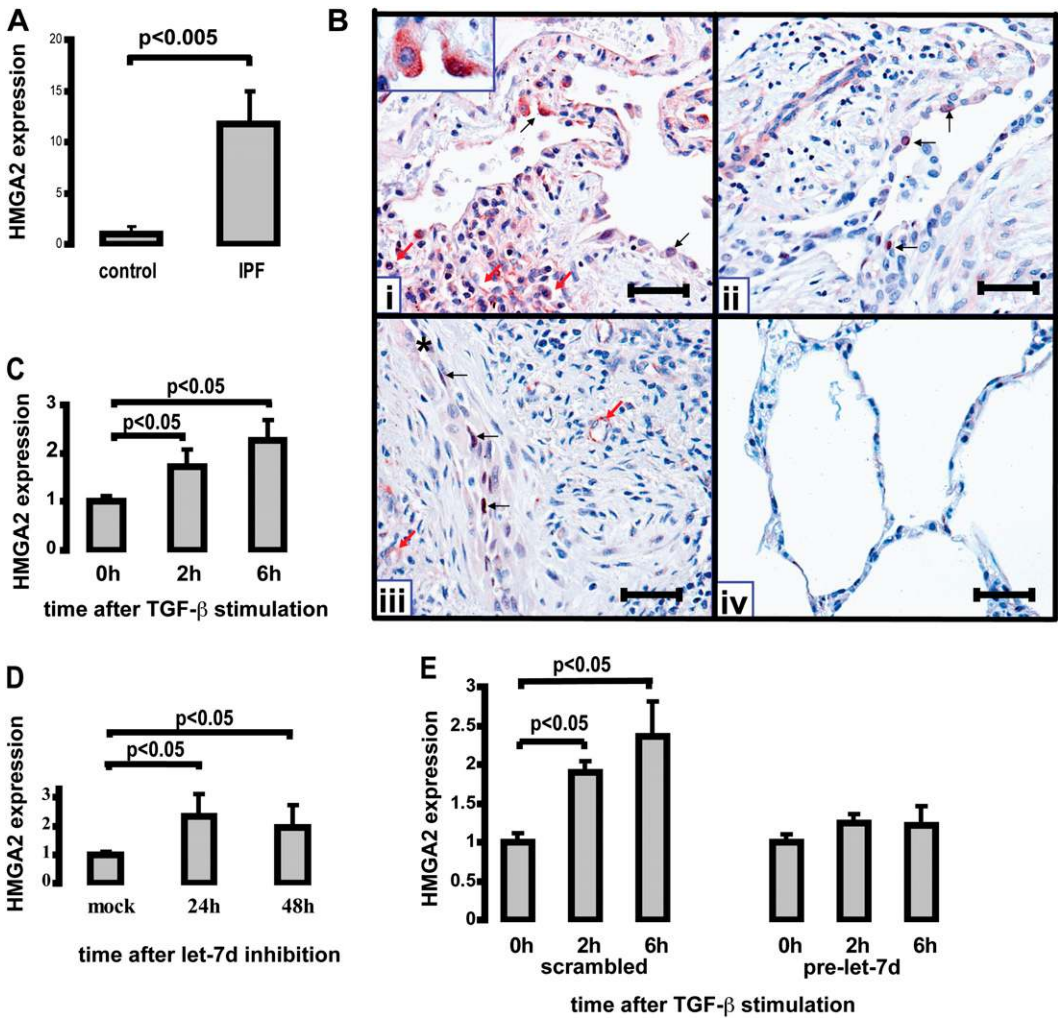 A
p<0.005
20
15
10
5
0
HMGA2 expression
control IPF
B
i
ii
*
iii
iv
C
p<0.05
p<0.05
3
2
1
0
HMGA2 expression
0h 2h 6h
time after TGF-β stimulation
D
p<0.05
p<0.05
3
2
1
0
HMGA2 expression
mock 24h 48h
time after let-7d inhibition
E
p<0.05
p<0.05
3
2.5
2
1.5
1
0.5
0
HMGA2 expression
0h 2h 6h 0h 2h 6h
scrambled pre-let-7d
time after TGF-β stimulation